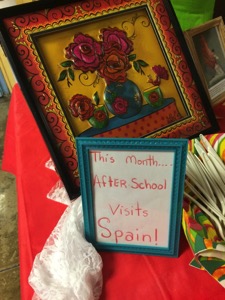 This Month....
After School
Visits
Spain!